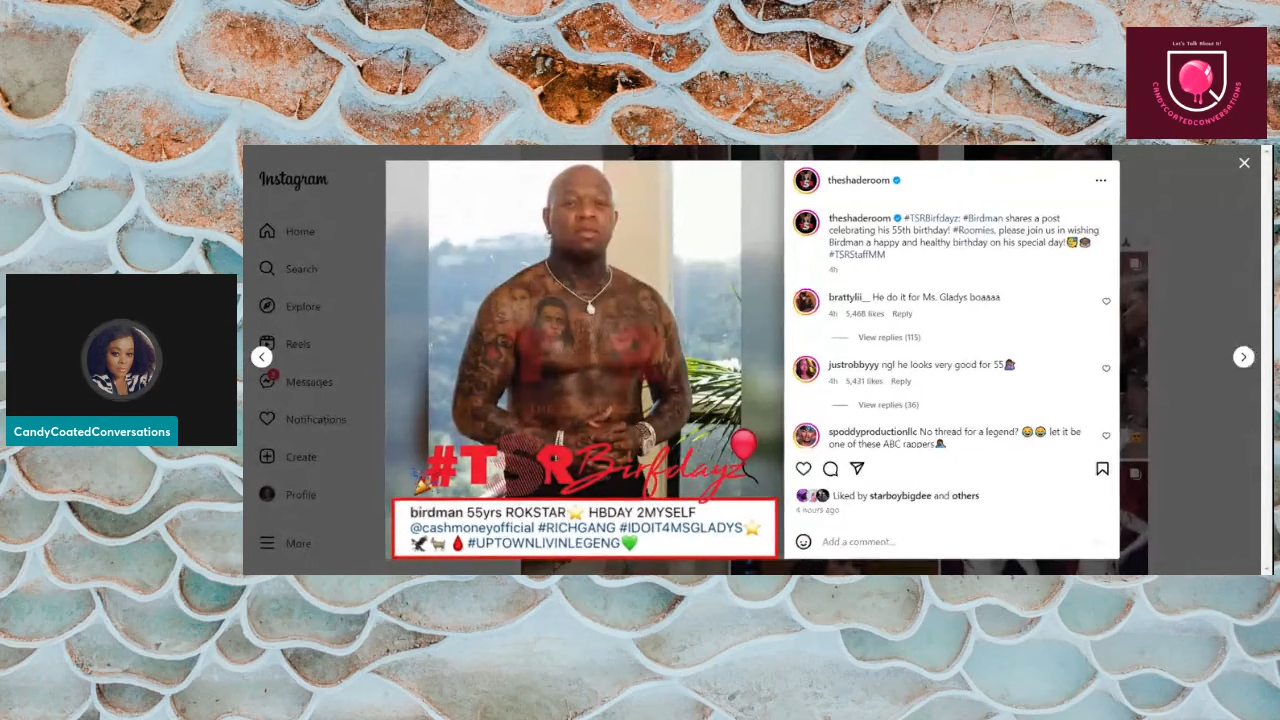 Let's Talk About It!
CANDYCOATEDCONVERSATIONS
CandyCoatedConversations
Instagram
Home
Search
Explore
Reels
Messages
Notifications
Create
Profile
More
#TSR Birfdayz
birdman 55yrs ROKSTAR⭐ HBDAY 2MYSELF
@cashmoneyofficial #RICHGANG #IDOIT4MSGLADYS⭐
🦅🐐🩸#UPTOWNLIVINLEGENG💚
theshaderoom
theshaderoom #TSRBirfdayz: #Birdman shares a post
celebrating his 55th birthday! #Roomies, please join us in wishing
Birdman a happy and healthy birthday on his special day!
#TSRStaffMM
4h
brattylii__ He do it for Ms. Gladys boaaaa
4h 5,468 likes Reply
View replies (115)
justrobbyyy ngl he looks very good for 55
4h 5,431 likes Reply
View replies (36)
spoddyproductionllc No thread for a legend? 😂😂 let it be
one of these ABC rappers
Liked by starboybigdee and others
4 hours ago
Add a comment...